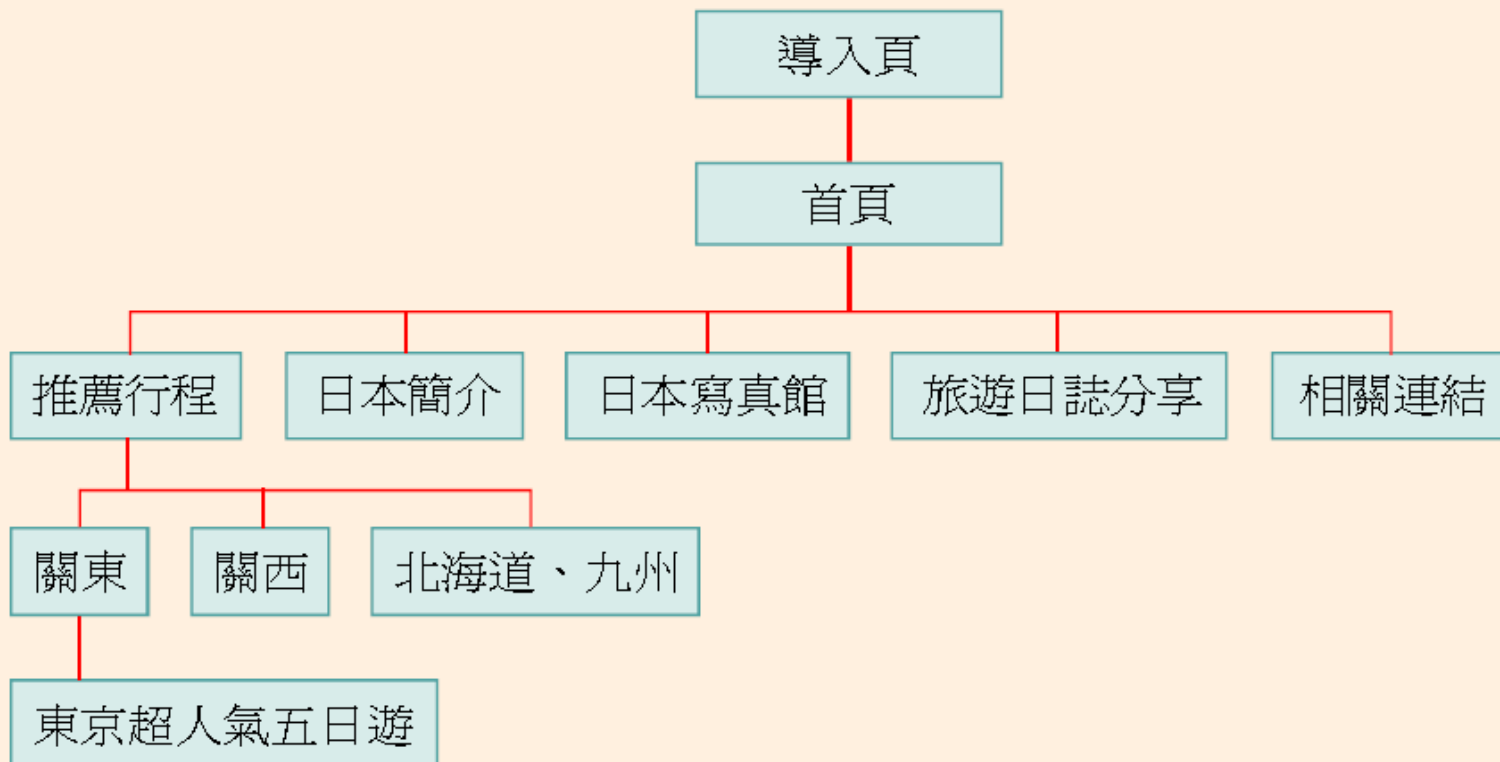 導入頁
首頁
推薦行程
日本簡介
日本寫真館
旅遊日誌分享
相關連結
關東
關西
北海道、九州
東京超人氣五日遊